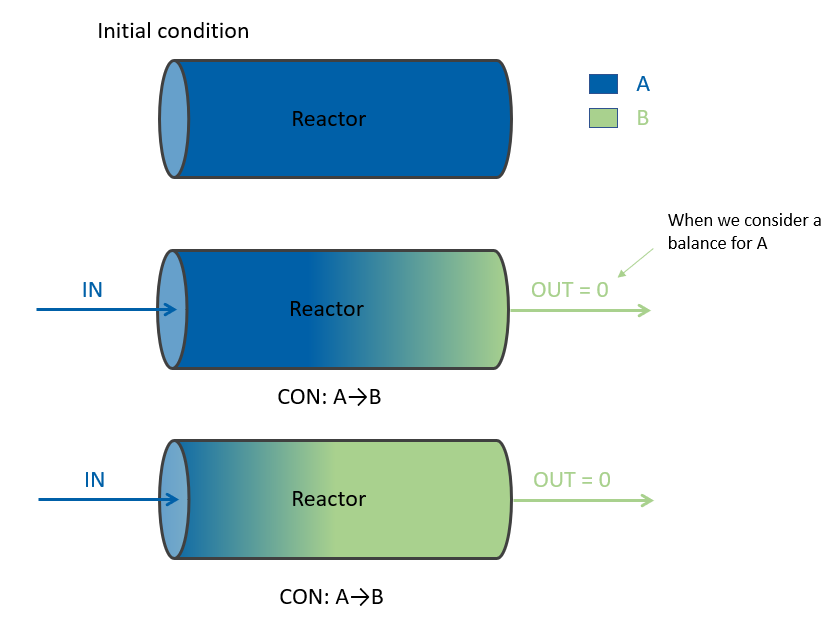 Initial condition
Reactor
A
B
When we consider a
balance for A
IN
Reactor
OUT = 0
CON: A→B
IN
Reactor
OUT = 0
CON: A→B